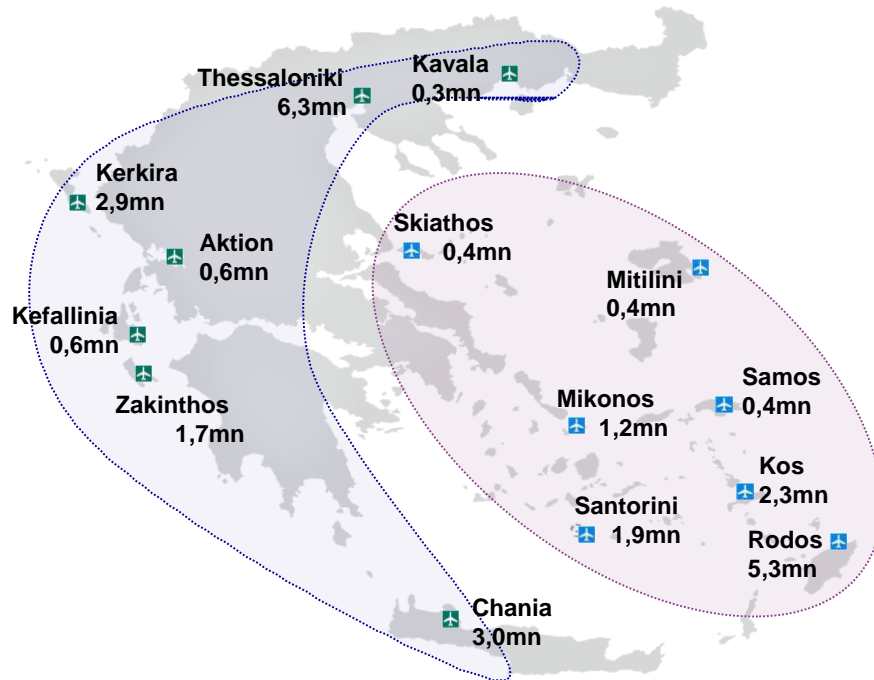 Thessaloniki
6,3mn
Kavala
0,3mn
Kerkira
2,9mn
Aktion
0,6mn
Skiathos
0,4mn
Mitilini
0,4mn
Kefallinia
0,6mn
Zakinthos
1,7mn
Mikonos
1,2mn
Samos
0,4mn
Kos
2,3mn
Santorini
1,9mn
Rodos
5,3mn
Chania
3,0mn